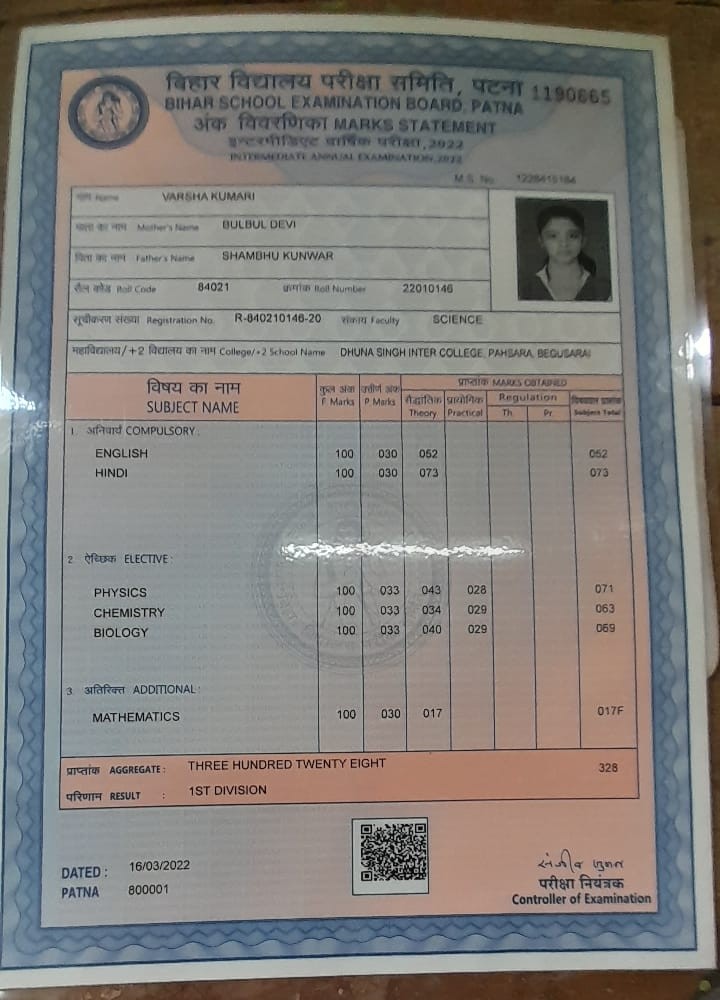 बिहार विद्यालय परीक्षा समिति, पटना 1190665
BIHAR SCHOOL EXAMINATION BOARD, PATNA
अंक विवरणिका MARKS STATEMENT
इन्टरमीडिएट वार्षिक परीक्षा, 2022
INTERMEDIATE ANNUAL EXAMINATION, 2022
M.S. No.
नाम Name VARSHA KUMARI
माता का नाम Mother's Name BULBUL DEVI
पिता का नाम Father's Name SHAMBHU KUNWAR
रौल कोड Roll Code 84021 क्रमांक Roll Number 22010146
सूचीकरण संख्या Registration No. R-840210146-20 संकाय Faculty SCIENCE
महाविद्यालय/+2 विद्यालय का नाम College/+2 School Name DHUNA SINGH INTER COLLEGE, PAHSARA, BEGUSARAI
विषय का नाम SUBJECT NAME कुल अंक F. Marks उत्तीर्ण अंक P. Marks प्राप्तांक MARKS OBTAINED
सैद्धांतिक Theory प्रायोगिक Practical Regulation Th. Pr. Subject Total
1. अनिवार्य COMPULSORY:
ENGLISH 100 030 052 052
HINDI 100 030 073 073
2. ऐच्छिक ELECTIVE:
PHYSICS 100 033 043 028 071
CHEMISTRY 100 033 034 029 063
BIOLOGY 100 033 040 029 069
3. अतिरिक्त ADDITIONAL:
MATHEMATICS 100 030 017 017F
प्राप्तांक AGGREGATE: THREE HUNDRED TWENTY EIGHT 328
परिणाम RESULT : 1ST DIVISION
DATED : 16/03/2022
PATNA 800001
परीक्षा नियंत्रक
Controller of Examination